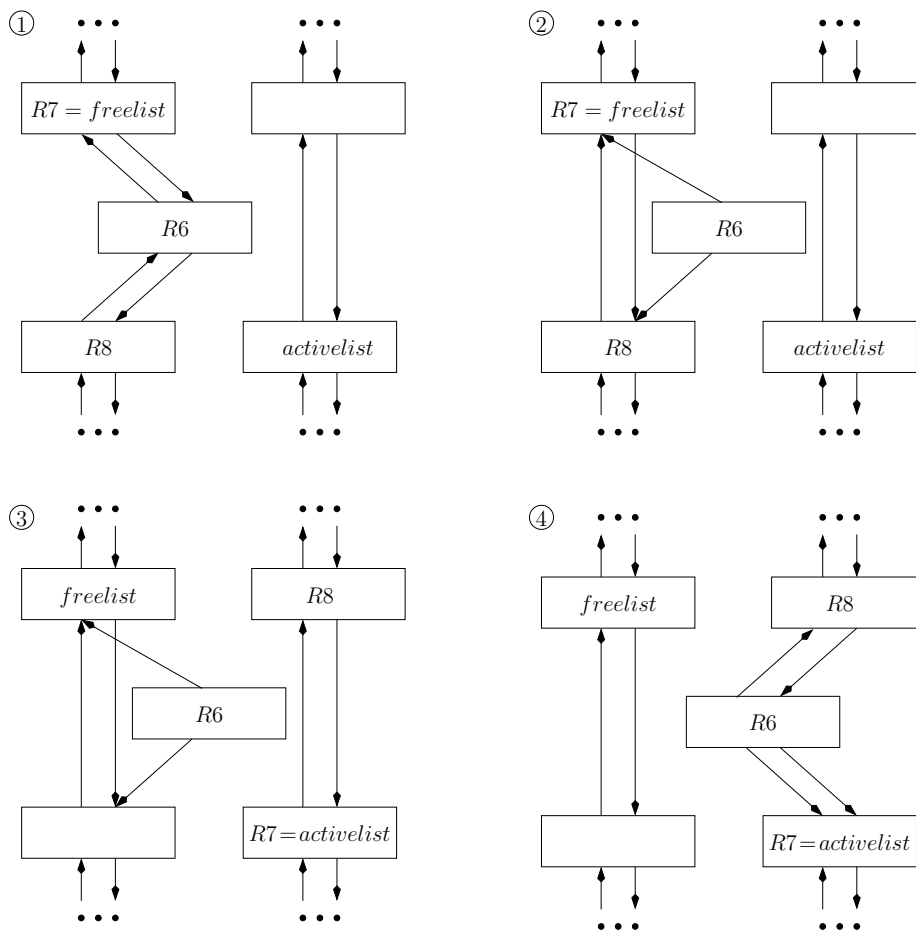 ① ②
R7 = freelist
R7 = freelist
R6
R6
R8
activelist
R8
activelist
③ ④
freelist
R8
freelist
R8
R6
R6
R7=activelist
R7=activelist